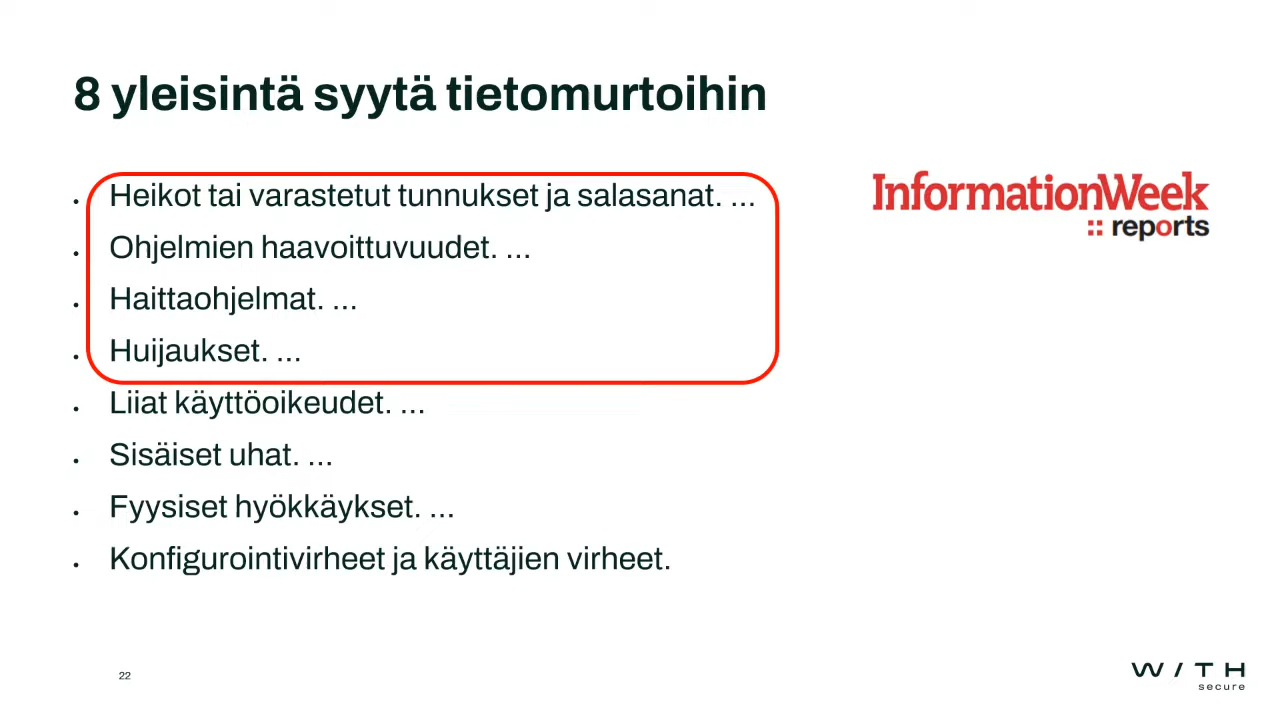 8 yleisintä syytä tietomurtoihin
• Heikot tai varastetut tunnukset ja salasanat. ...
• Ohjelmien haavoittuvuudet. ...
• Haittaohjelmat. ...
• Huijaukset. ...
• Liiat käyttöoikeudet. ...
• Sisäiset uhat. ...
• Fyysiset hyökkäykset. ...
• Konfigurointivirheet ja käyttäjien virheet.
InformationWeek
:: reports
22
W/TH
secure